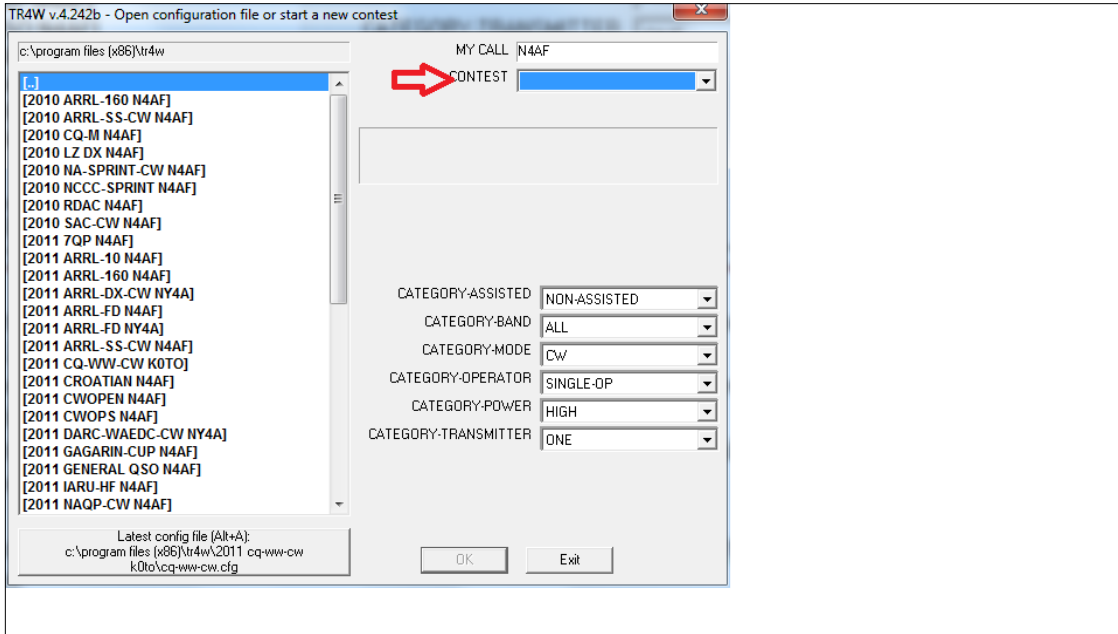 TR4W v.4.242b - Open configuration file or start a new contest
c:\program files (x86)\tr4w
[..]
[2010 ARRL-160 N4AF]
[2010 ARRL-SS-CW N4AF]
[2010 CQ-M N4AF]
[2010 LZ DX N4AF]
[2010 NA-SPRINT-CW N4AF]
[2010 NCCC-SPRINT N4AF]
[2010 RDAC N4AF]
[2010 SAC-CW N4AF]
[2011 7QP N4AF]
[2011 ARRL-10 N4AF]
[2011 ARRL-160 N4AF]
[2011 ARRL-DX-CW NY4A]
[2011 ARRL-FD N4AF]
[2011 ARRL-FD NY4A]
[2011 ARRL-SS-CW N4AF]
[2011 CQ-WW-CW K0TO]
[2011 CROATIAN N4AF]
[2011 CWOPEN N4AF]
[2011 CWOPS N4AF]
[2011 DARC-WAEDC-CW NY4A]
[2011 GAGARIN-CUP N4AF]
[2011 GENERAL QSO N4AF]
[2011 IARU-HF N4AF]
[2011 NAQP-CW N4AF]
Latest config file (Alt+A):
c:\program files (x86)\tr4w\2011 cq-ww-cw
k0to\cq-ww-cw.cfg
MY CALL N4AF
CONTEST
CATEGORY-ASSISTED NON-ASSISTED
CATEGORY-BAND ALL
CATEGORY-MODE CW
CATEGORY-OPERATOR SINGLE-OP
CATEGORY-POWER HIGH
CATEGORY-TRANSMITTER ONE
OK Exit